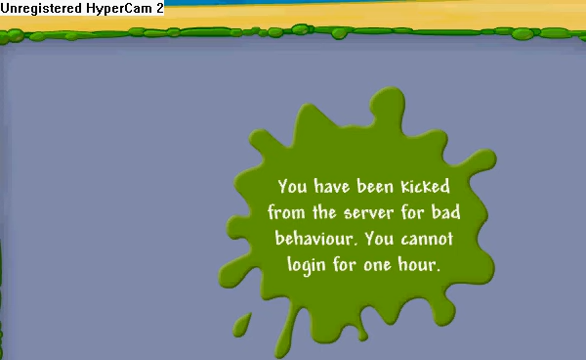 Unregistered HyperCam 2
You have been kicked
from the server for bad
behaviour. You cannot
login for one hour.